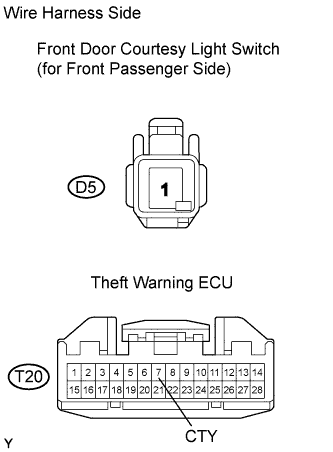 Wire Harness Side
Front Door Courtesy Light Switch
(for Front Passenger Side)
D5
1
Theft Warning ECU
T20
1 2 3 4 5 6 7 8 9 10 11 12 13 14
15 16 17 18 19 20 21 22 23 24 25 26 27 28
CTY
Y